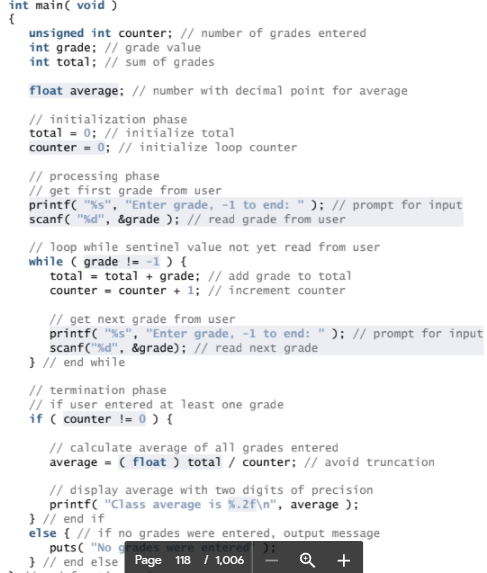 int main( void )
{
unsigned int counter; // number of grades entered
int grade; // grade value
int total; // sum of grades
float average; // number with decimal point for average
// initialization phase
total = 0; // initialize total
counter = 0; // initialize loop counter
// processing phase
// get first grade from user
printf( "%s", "Enter grade, -1 to end: " ); // prompt for input
scanf( "%d", &grade ); // read grade from user
// loop while sentinel value not yet read from user
while ( grade != -1 ) {
total = total + grade; // add grade to total
counter = counter + 1; // increment counter
// get next grade from user
printf( "%s", "Enter grade, -1 to end: " ); // prompt for input
scanf("%d", &grade); // read next grade
} // end while
// termination phase
// if user entered at least one grade
if ( counter != 0 ) {
// calculate average of all grades entered
average = ( float ) total / counter; // avoid truncation
// display average with two digits of precision
printf( "Class average is %.2f\n", average );
} // end if
else { // if no grades were entered, output message
puts( "No grades were entered" );
} // end else
Page 118 / 1,006 — +